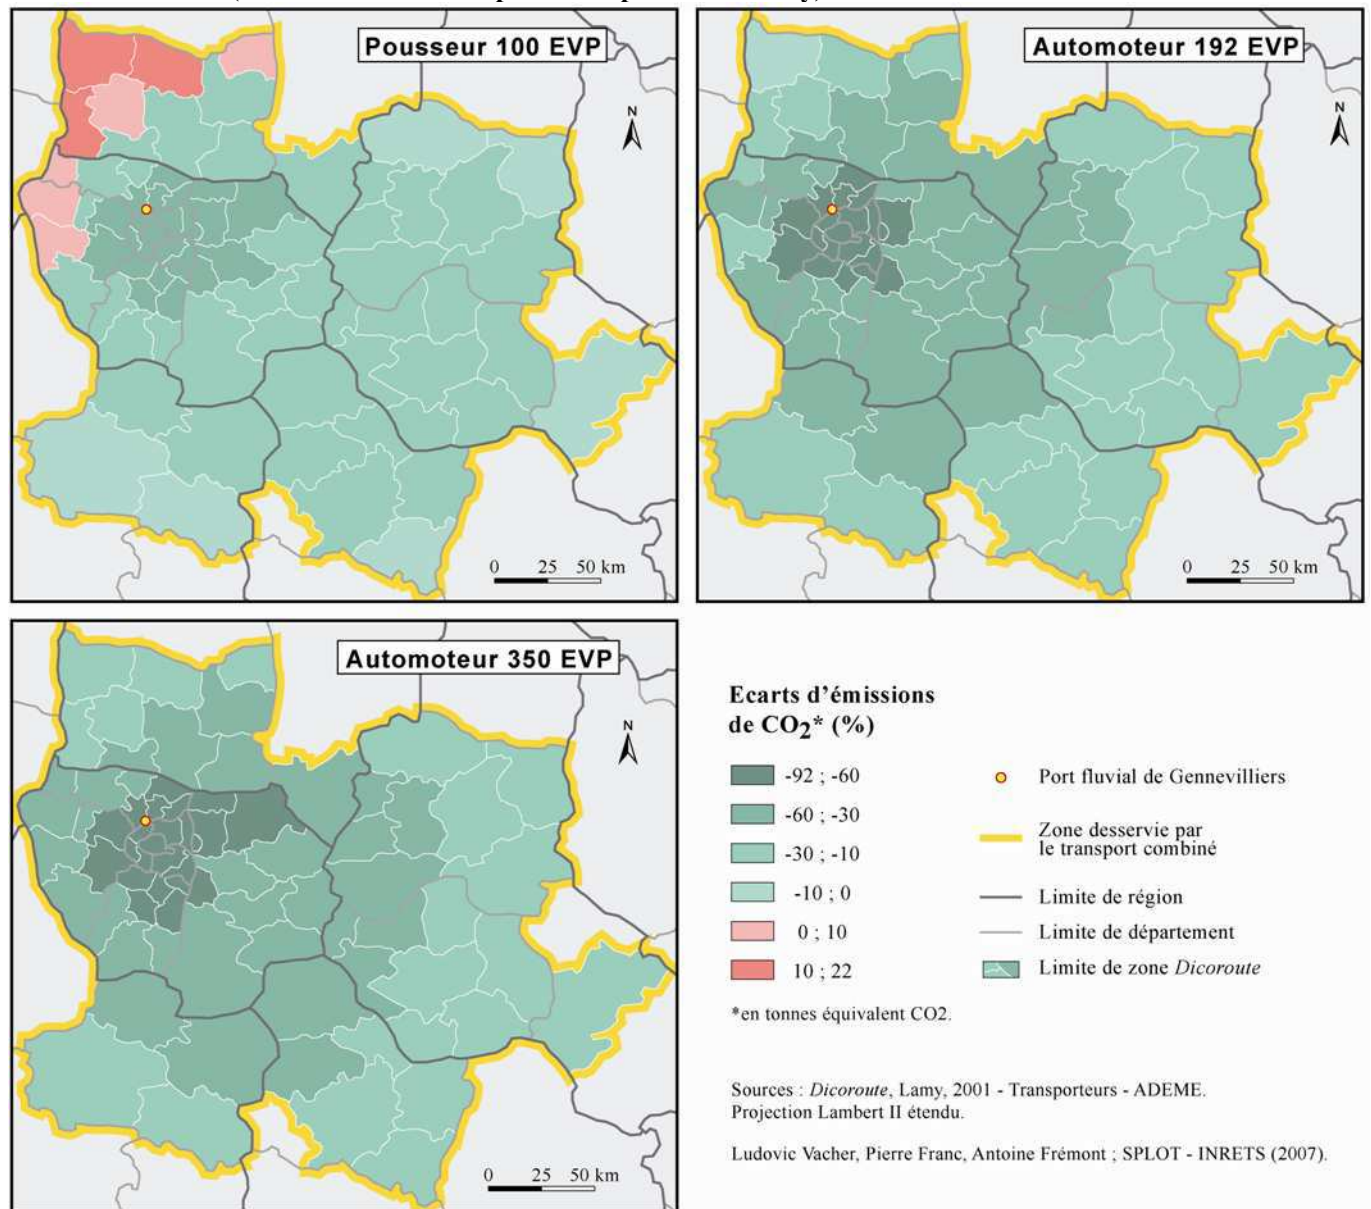 Pousseur 100 EVP
N
0 25 50 km
Automoteur 192 EVP
N
0 25 50 km
Automoteur 350 EVP
N
0 25 50 km
Ecarts d'émissions
de CO2* (%)
-92 ; -60
-60 ; -30
-30 ; -10
-10 ; 0
0 ; 10
10 ; 22
*en tonnes équivalent CO2.
Port fluvial de Gennevilliers
Zone desservie par
le transport combiné
Limite de région
Limite de département
Limite de zone Dicoroute
Sources : Dicoroute, Lamy, 2001 - Transporteurs - ADEME.
Projection Lambert II étendu.
Ludovic Vacher, Pierre Franc, Antoine Frémont ; SPLOT - INRETS (2007).